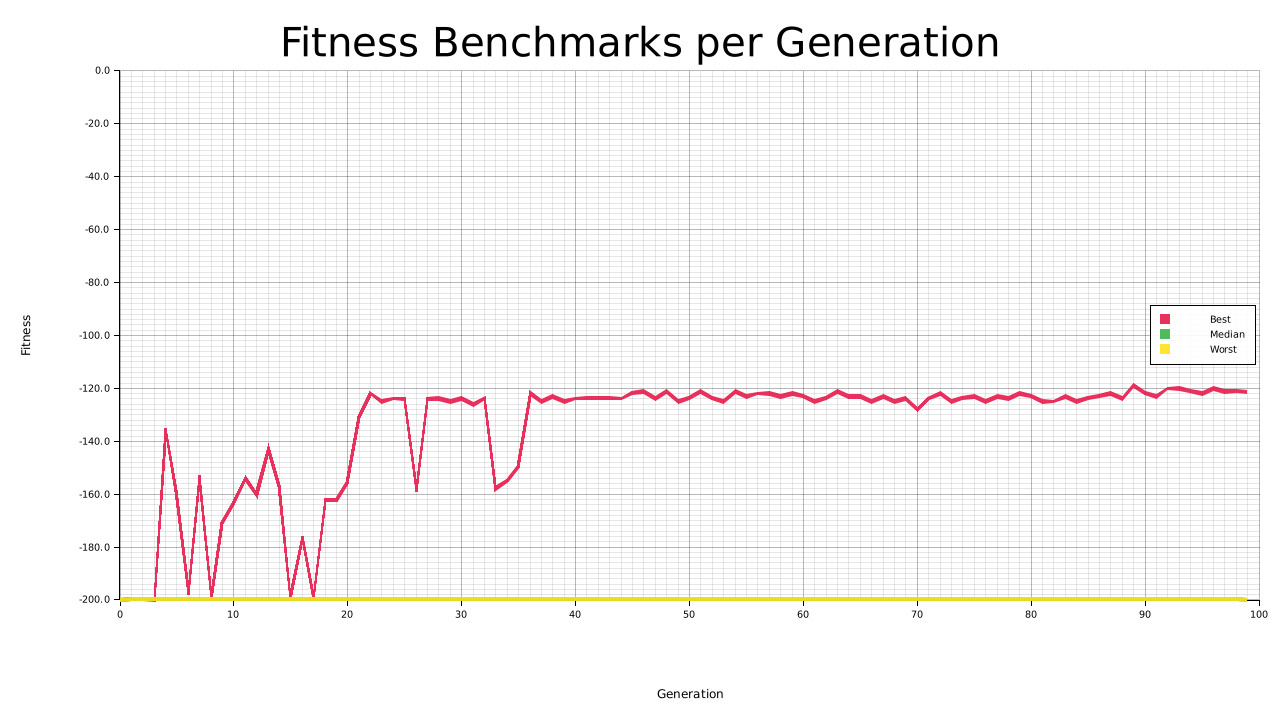 Fitness Benchmarks per Generation
Fitness
0.0
-20.0
-40.0
-60.0
-80.0
-100.0
-120.0
-140.0
-160.0
-180.0
-200.0
Best
Median
Worst
0 10 20 30 40 50 60 70 80 90 100
Generation